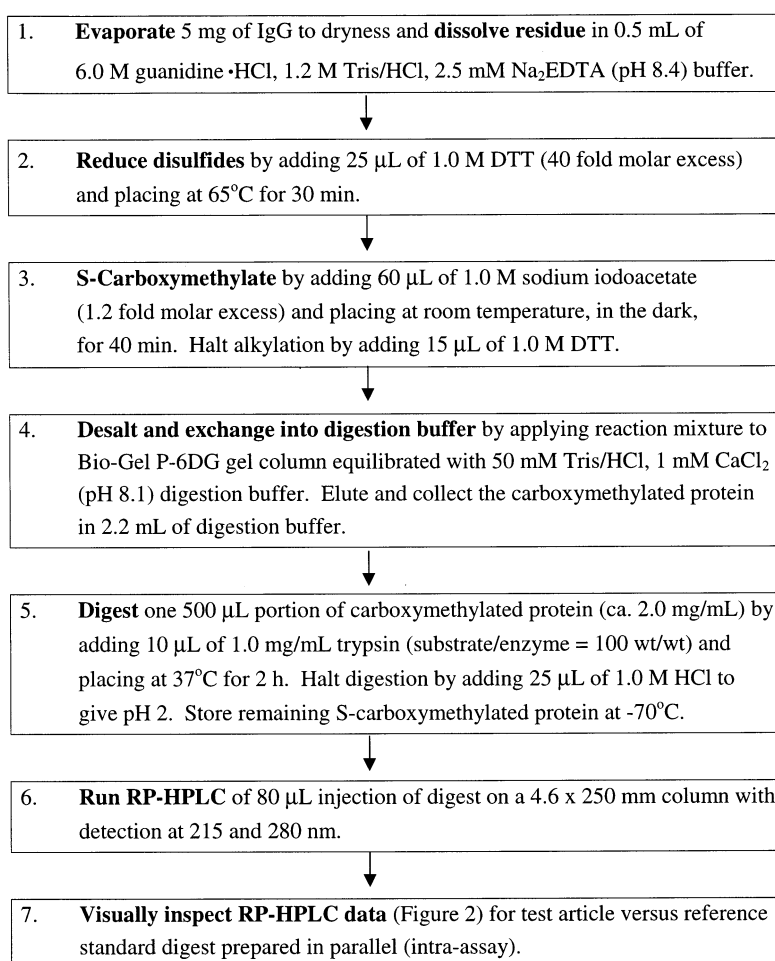 1. Evaporate 5 mg of IgG to dryness and dissolve residue in 0.5 mL of
6.0 M guanidine •HCl, 1.2 M Tris/HCl, 2.5 mM Na₂EDTA (pH 8.4) buffer.
2. Reduce disulfides by adding 25 μL of 1.0 M DTT (40 fold molar excess)
and placing at 65°C for 30 min.
3. S-Carboxymethylate by adding 60 μL of 1.0 M sodium iodoacetate
(1.2 fold molar excess) and placing at room temperature, in the dark,
for 40 min. Halt alkylation by adding 15 μL of 1.0 M DTT.
4. Desalt and exchange into digestion buffer by applying reaction mixture to
Bio-Gel P-6DG gel column equilibrated with 50 mM Tris/HCl, 1 mM CaCl₂
(pH 8.1) digestion buffer. Elute and collect the carboxymethylated protein
in 2.2 mL of digestion buffer.
5. Digest one 500 μL portion of carboxymethylated protein (ca. 2.0 mg/mL) by
adding 10 μL of 1.0 mg/mL trypsin (substrate/enzyme = 100 wt/wt) and
placing at 37°C for 2 h. Halt digestion by adding 25 μL of 1.0 M HCl to
give pH 2. Store remaining S-carboxymethylated protein at -70°C.
6. Run RP-HPLC of 80 μL injection of digest on a 4.6 x 250 mm column with
detection at 215 and 280 nm.
7. Visually inspect RP-HPLC data (Figure 2) for test article versus reference
standard digest prepared in parallel (intra-assay).